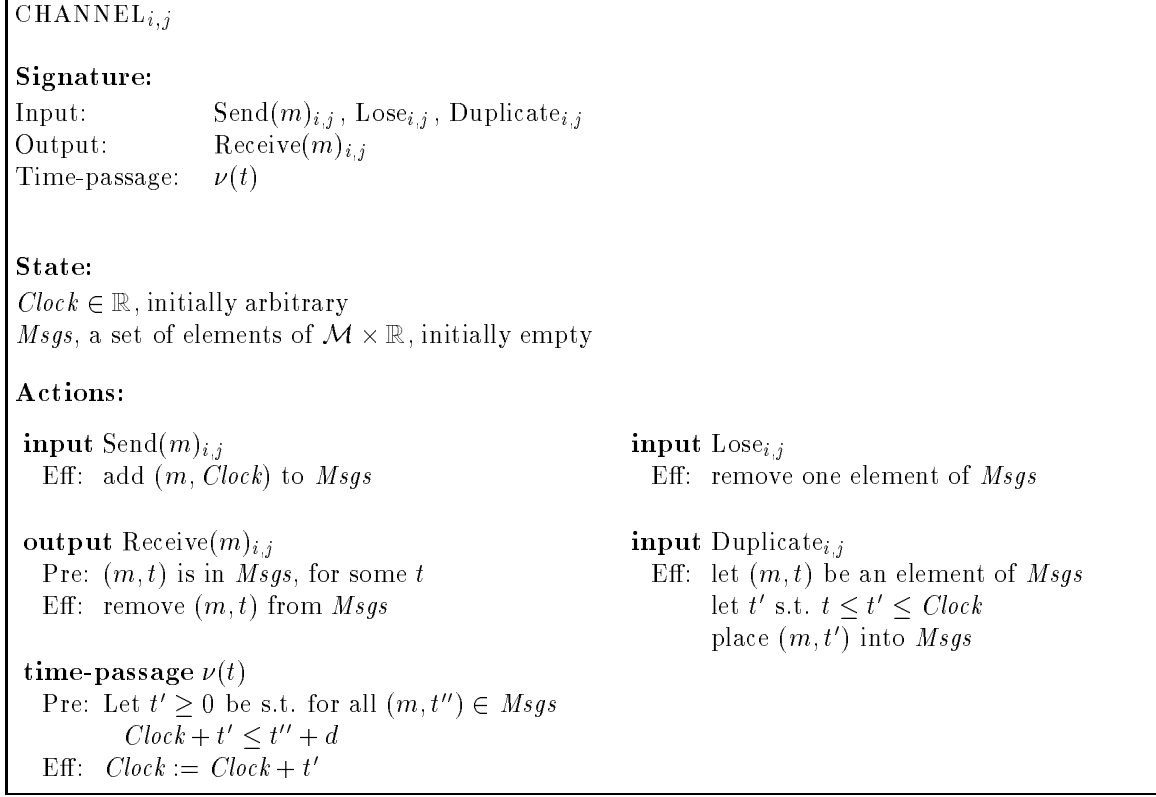 CHANNEL_{i,j}
Signature:
Input: Send(m)_{i,j}, Lose_{i,j}, Duplicate_{i,j}
Output: Receive(m)_{i,j}
Time-passage: ν(t)
State:
Clock ∈ ℝ, initially arbitrary
Msgs, a set of elements of ℳ × ℝ, initially empty
Actions:
input Send(m)_{i,j}
Eff: add (m, Clock) to Msgs
output Receive(m)_{i,j}
Pre: (m, t) is in Msgs, for some t
Eff: remove (m, t) from Msgs
time-passage ν(t)
Pre: Let t′ ≥ 0 be s.t. for all (m, t″) ∈ Msgs
Clock + t′ ≤ t″ + d
Eff: Clock := Clock + t′
input Lose_{i,j}
Eff: remove one element of Msgs
input Duplicate_{i,j}
Eff: let (m, t) be an element of Msgs
let t′ s.t. t ≤ t′ ≤ Clock
place (m, t′) into Msgs